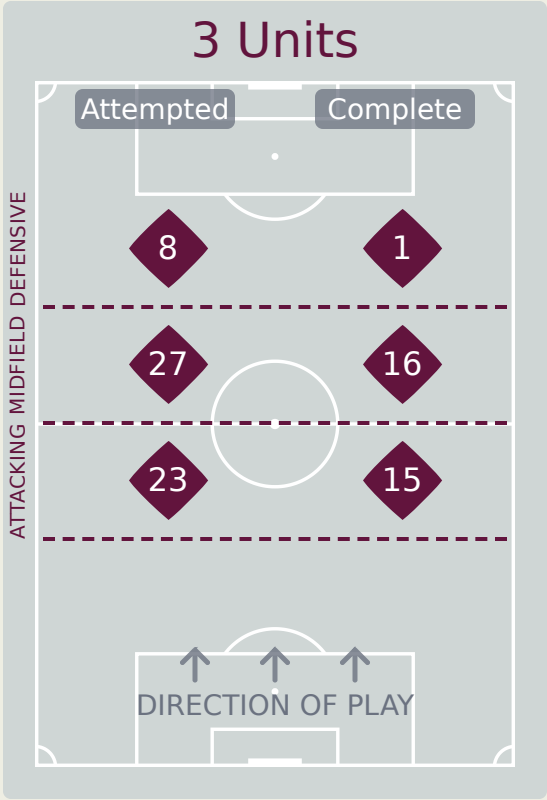 3 Units
Attempted Complete
8 1
27 16
23 15
ATTACKING MIDFIELD DEFENSIVE
DIRECTION OF PLAY